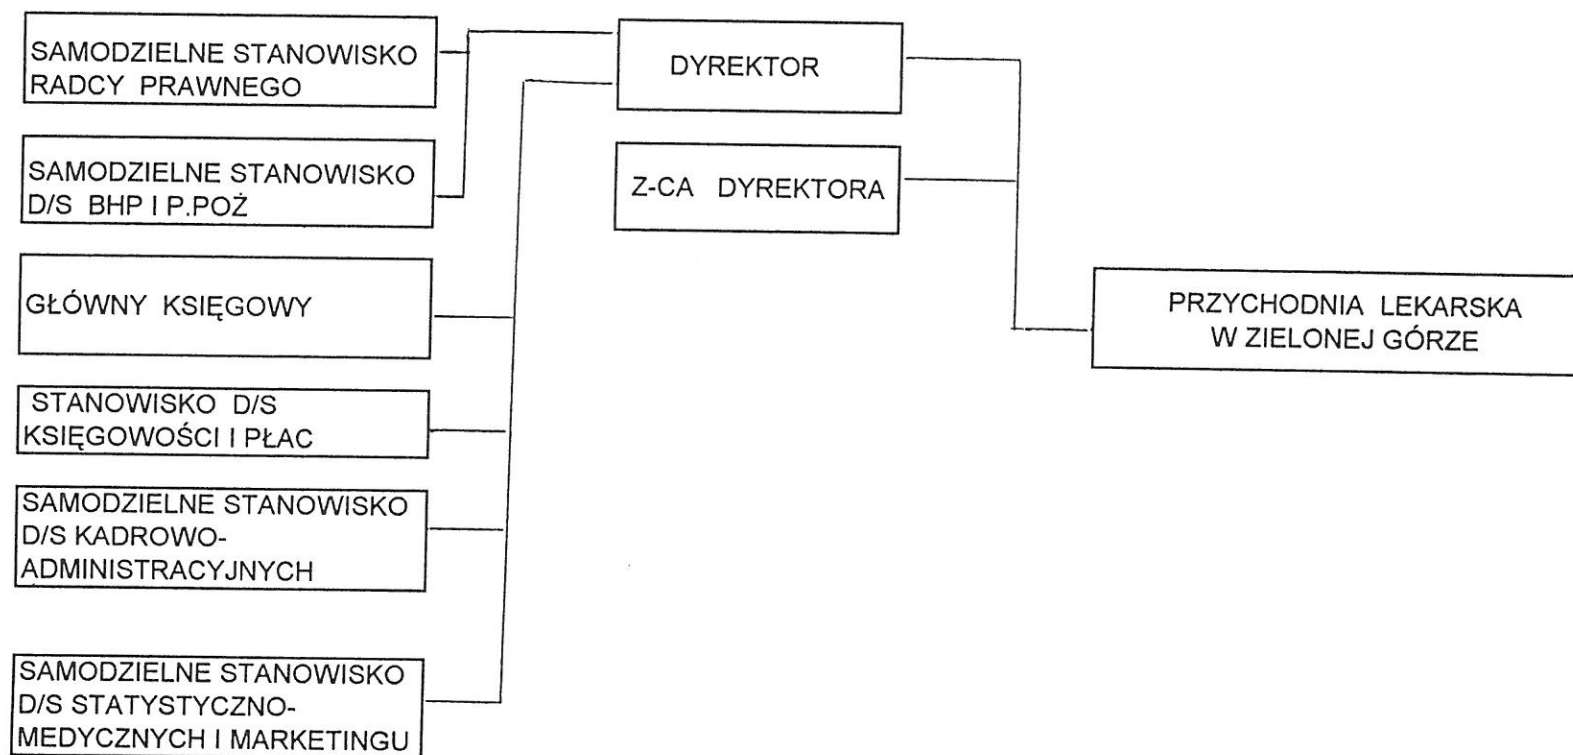 SAMODZIELNE STANOWISKO
RADCY PRAWNEGO
SAMODZIELNE STANOWISKO
D/S BHP I P.POŻ
GŁÓWNY KSIĘGOWY
STANOWISKO D/S
KSIĘGOWOŚCI I PŁAC
SAMODZIELNE STANOWISKO
D/S KADROWO-
ADMINISTRACYJNYCH
SAMODZIELNE STANOWISKO
D/S STATYSTYCZNO-
MEDYCZNYCH I MARKETINGU
DYREKTOR
Z-CA DYREKTORA
PRZYCHODNIA LEKARSKA
W ZIELONEJ GÓRZE